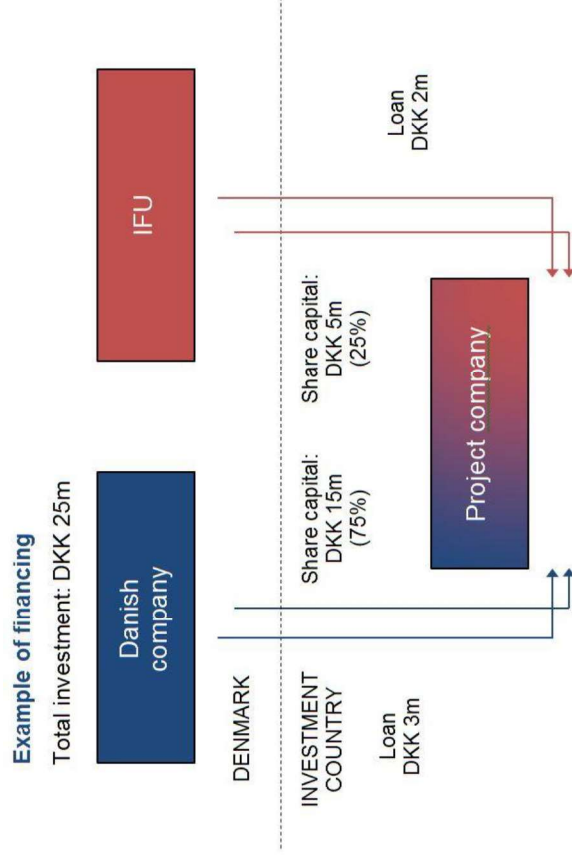 Example of financing
Total investment: DKK 25m
Danish
company
IFU
DENMARK
INVESTMENT
COUNTRY
Share capital:
DKK 15m
(75%)
Share capital:
DKK 5m
(25%)
Loan
DKK 3m
Loan
DKK 2m
Project company